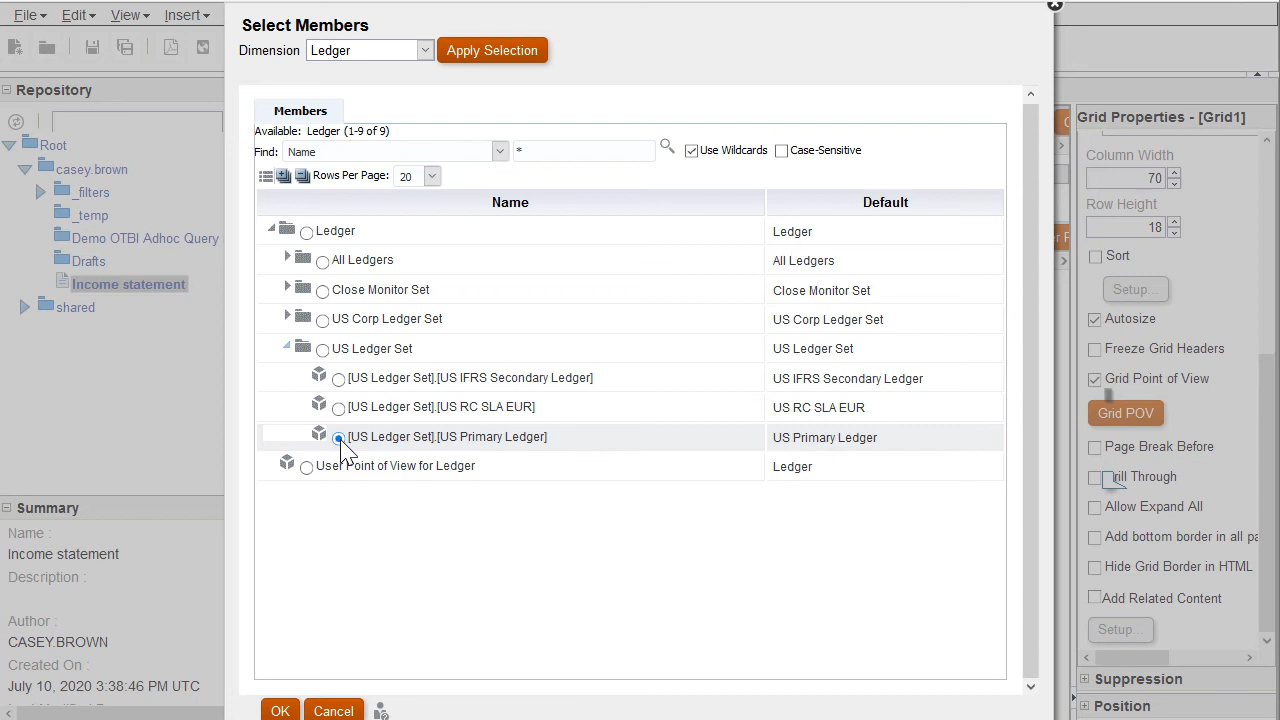 File Edit View Insert
Select Members
Dimension Ledger Apply Selection
Repository
Root
casey.brown
_filters
_temp
Demo OTBI Adhoc Query
Drafts
Income statement
shared
Summary
Name :
Income statement
Description :
Author :
CASEY.BROWN
Created On :
July 10, 2020 3:38:46 PM UTC
Members
Available: Ledger (1-9 of 9)
Find: Name * Use Wildcards Case-Sensitive
Rows Per Page: 20
Name Default
Ledger Ledger
All Ledgers All Ledgers
Close Monitor Set Close Monitor Set
US Corp Ledger Set US Corp Ledger Set
US Ledger Set US Ledger Set
[US Ledger Set].[US IFRS Secondary Ledger] US IFRS Secondary Ledger
[US Ledger Set].[US RC SLA EUR] US RC SLA EUR
[US Ledger Set].[US Primary Ledger] US Primary Ledger
User Point of View for Ledger Ledger
OK Cancel
Grid Properties - [Grid1]
Column Width
70
Row Height
18
Sort
Setup...
Autosize
Freeze Grid Headers
Grid Point of View
Grid POV
Page Break Before
Through
Allow Expand All
Add bottom border in all pa
Hide Grid Border in HTML
Add Related Content
Setup...
Suppression
Position